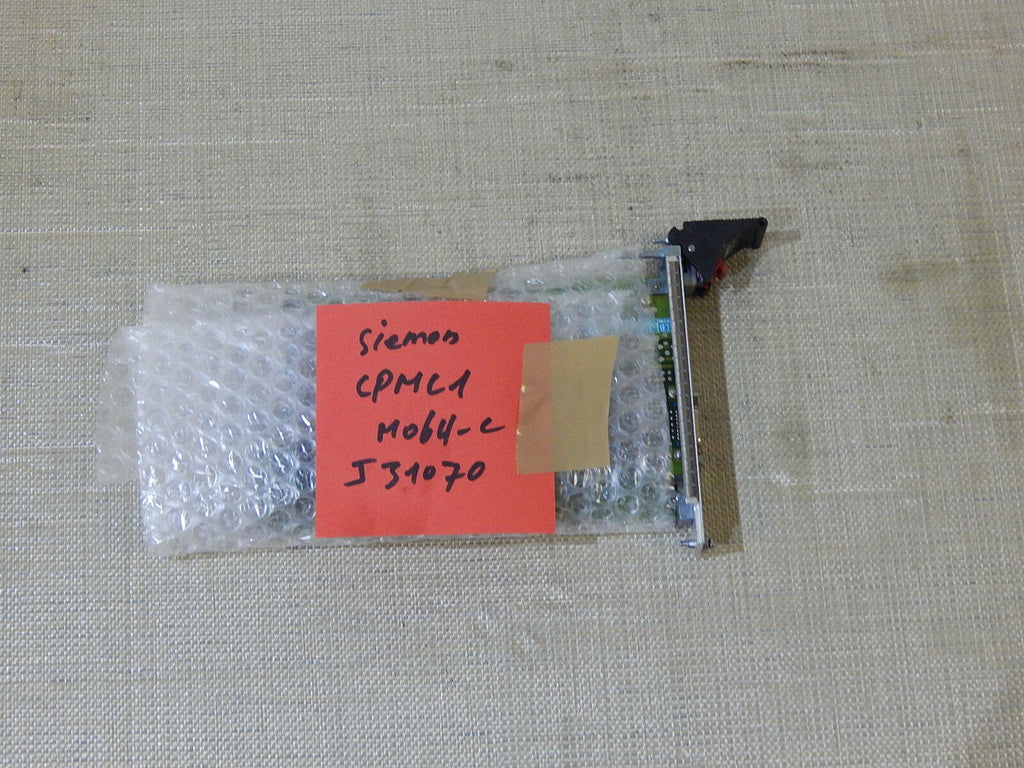 Siemens
CPMC1
M064-C
J31070